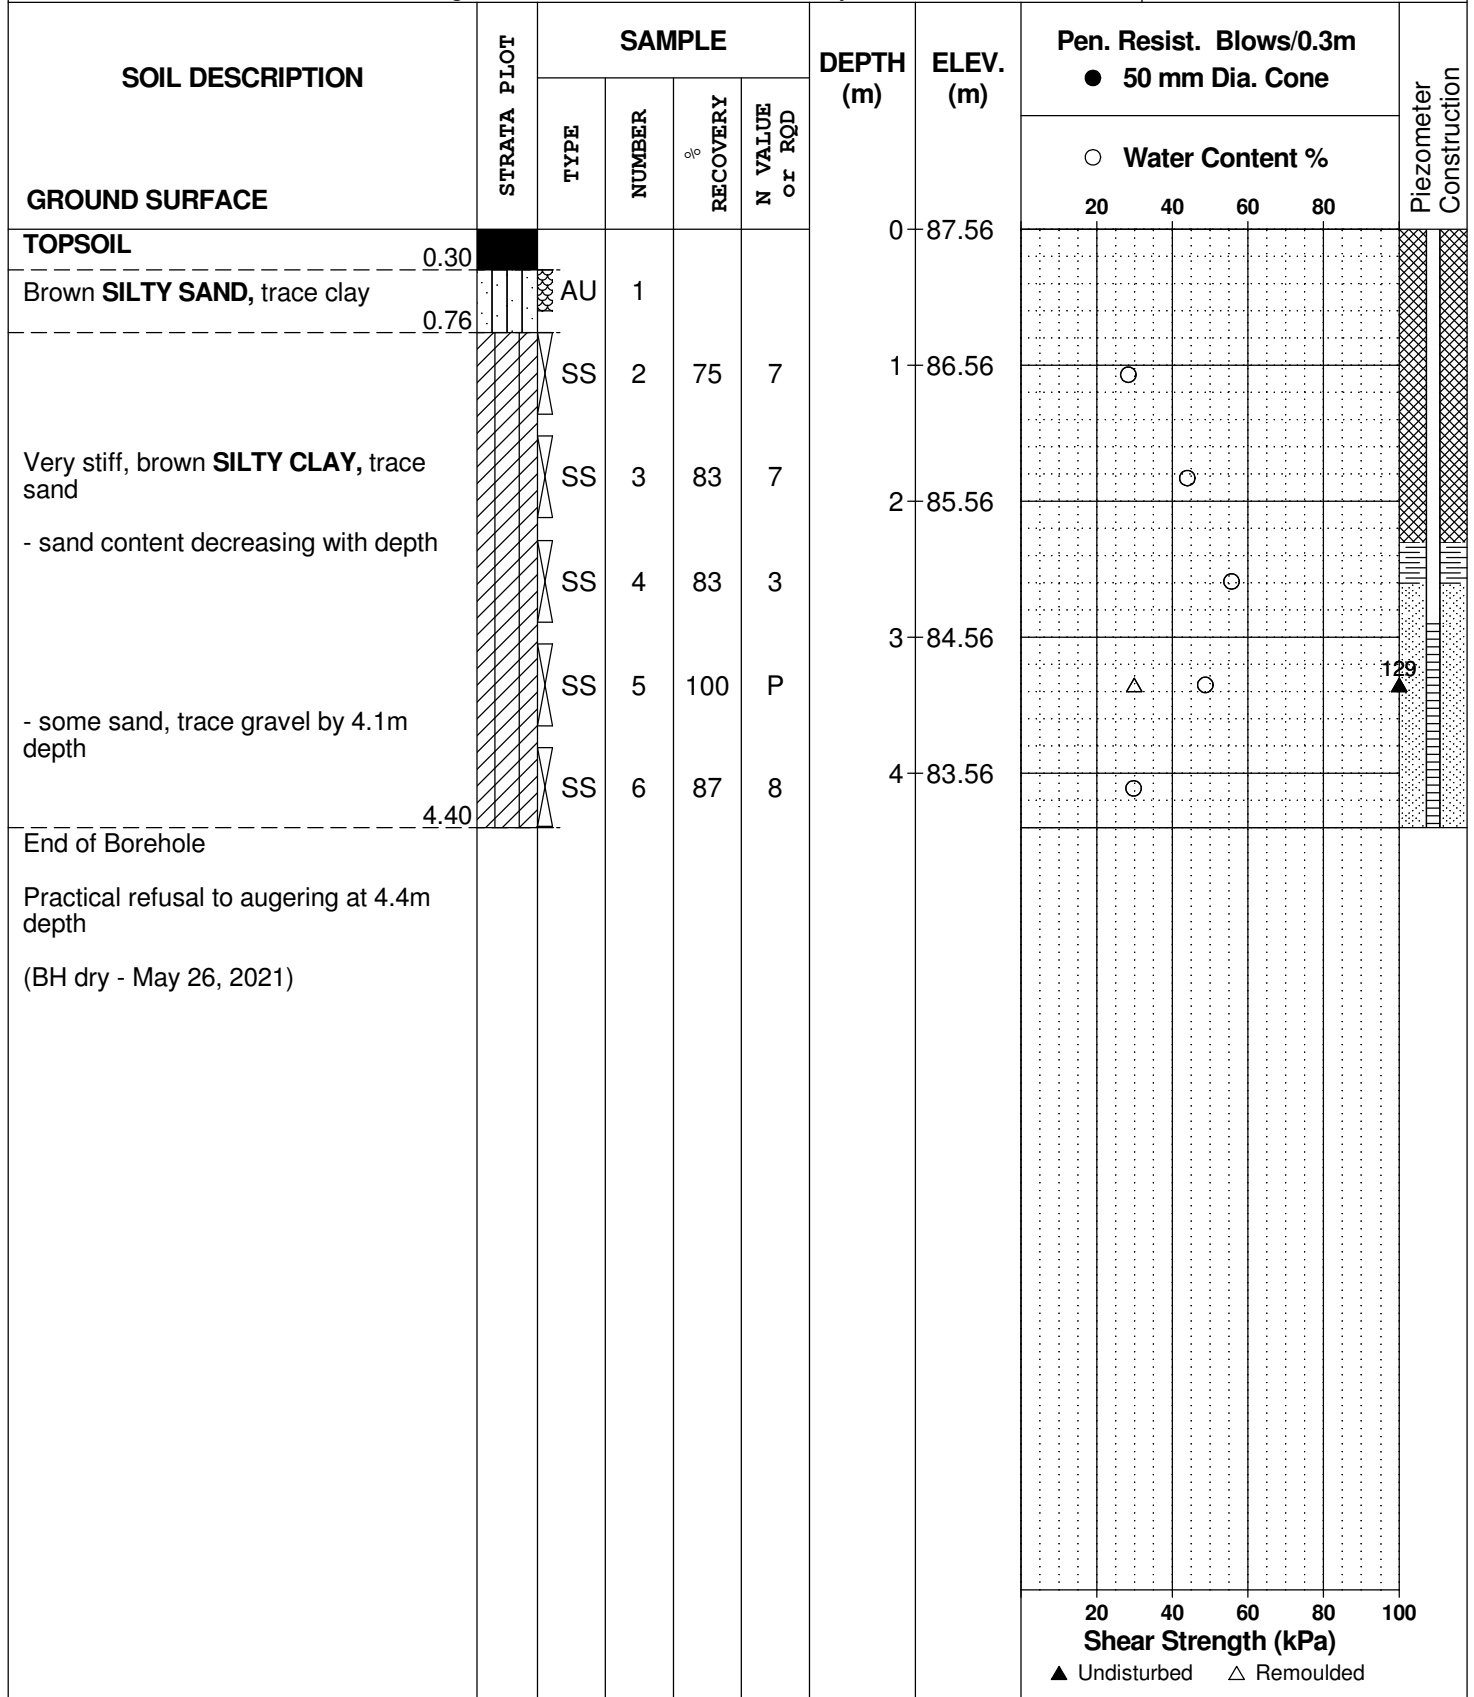 SOIL DESCRIPTION
GROUND SURFACE
STRATA PLOT
SAMPLE
TYPE
NUMBER
%
RECOVERY
N VALUE
or RQD
DEPTH
(m)
ELEV.
(m)
Pen. Resist. Blows/0.3m
● 50 mm Dia. Cone
○ Water Content %
20 40 60 80
Piezometer
Construction
TOPSOIL
0.30
0 87.56
Brown SILTY SAND, trace clay
0.76
AU 1
SS 2 75 7
1 86.56
Very stiff, brown SILTY CLAY, trace
sand
SS 3 83 7
2 85.56
- sand content decreasing with depth
SS 4 83 3
3 84.56
129
SS 5 100 P
- some sand, trace gravel by 4.1m
depth
4 83.56
SS 6 87 8
4.40
End of Borehole
Practical refusal to augering at 4.4m
depth
(BH dry - May 26, 2021)
20 40 60 80 100
Shear Strength (kPa)
▲ Undisturbed △ Remoulded